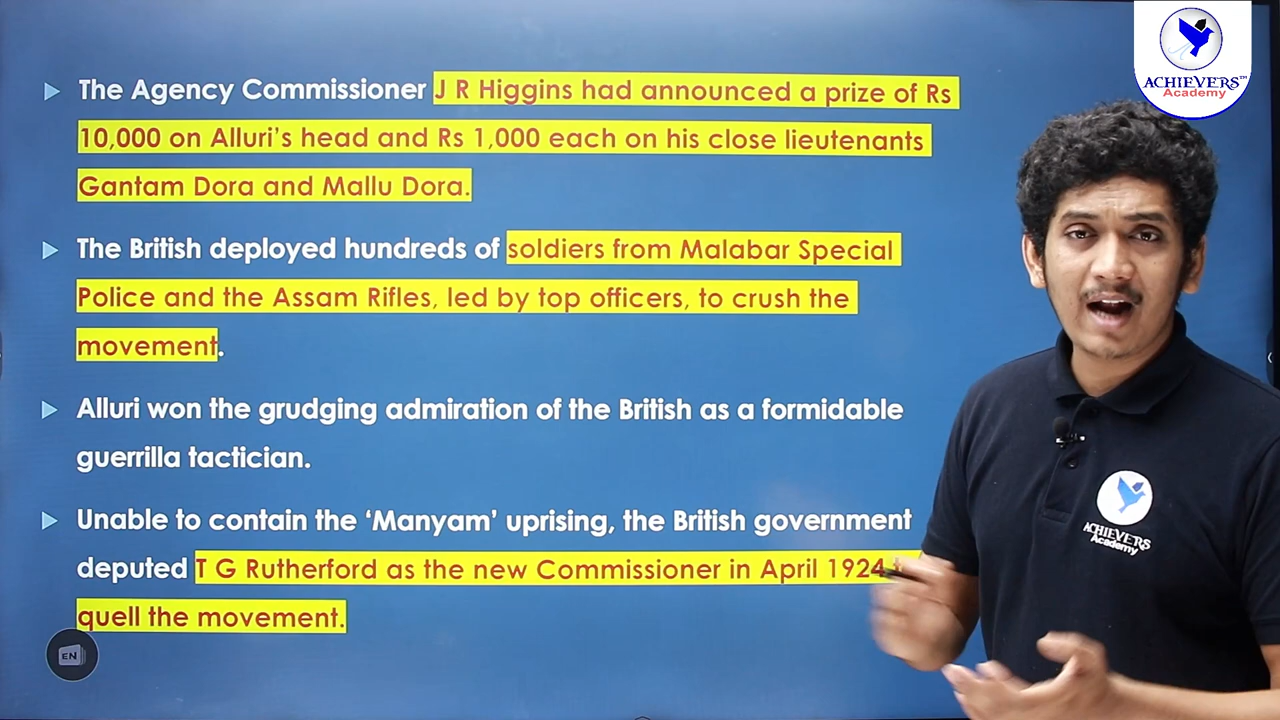 ACHIEVERS™
Academy
The Agency Commissioner J R Higgins had announced a prize of Rs
10,000 on Alluri’s head and Rs 1,000 each on his close lieutenants
Gantam Dora and Mallu Dora.
The British deployed hundreds of soldiers from Malabar Special
Police and the Assam Rifles, led by top officers, to crush the
movement.
Alluri won the grudging admiration of the British as a formidable
guerrilla tactician.
Unable to contain the ‘Manyam’ uprising, the British government
deputed T G Rutherford as the new Commissioner in April 1924
quell the movement.
EN
ACHIEVERS
Academy